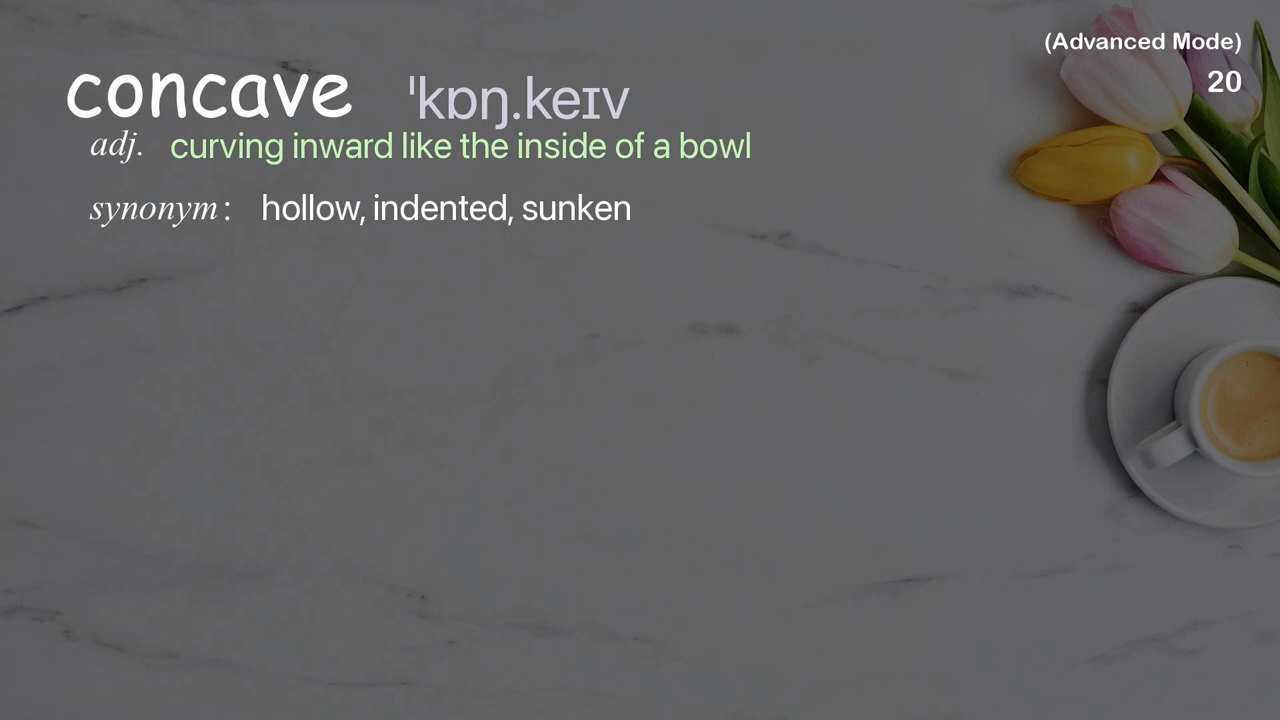 (Advanced Mode)
20
concave ˈkɒŋ.keɪv
adj. curving inward like the inside of a bowl
synonym: hollow, indented, sunken